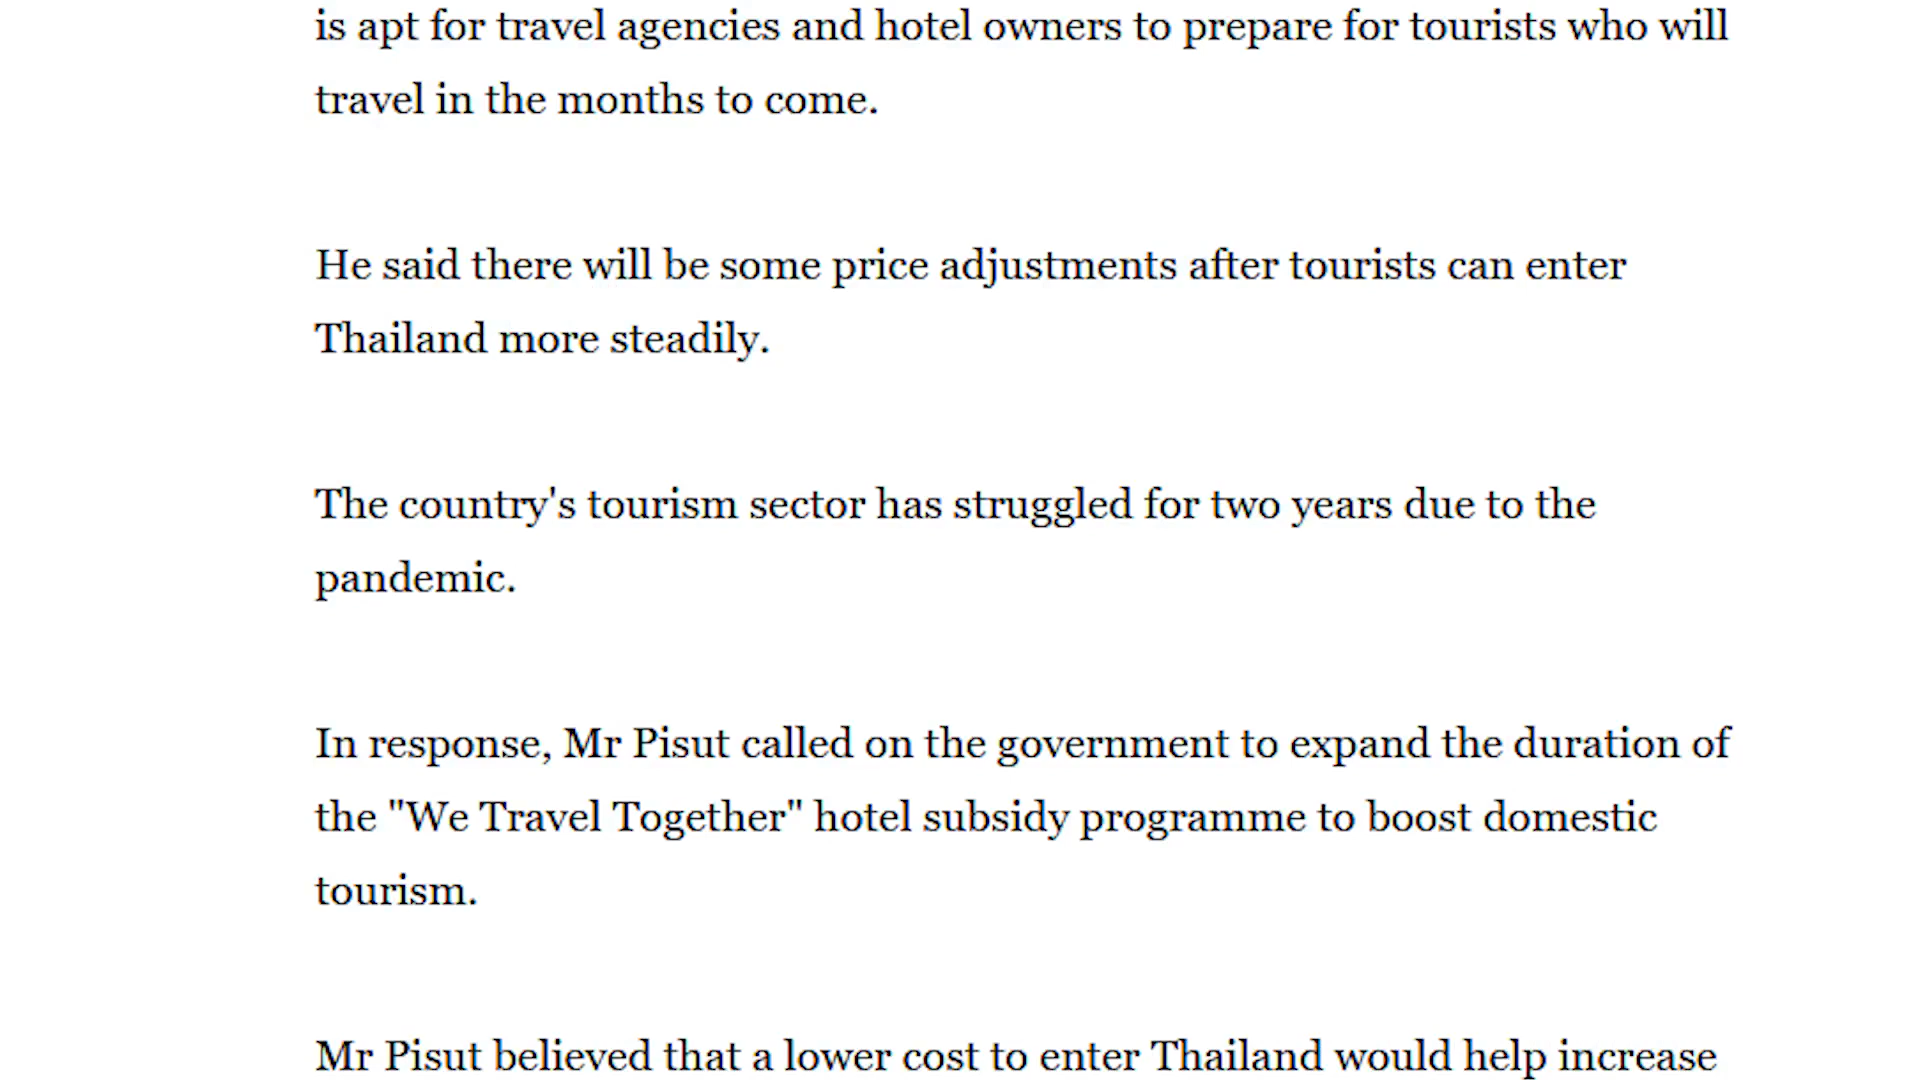 is apt for travel agencies and hotel owners to prepare for tourists who will
travel in the months to come.
He said there will be some price adjustments after tourists can enter
Thailand more steadily.
The country's tourism sector has struggled for two years due to the
pandemic.
In response, Mr Pisut called on the government to expand the duration of
the "We Travel Together" hotel subsidy programme to boost domestic
tourism.
Mr Pisut believed that a lower cost to enter Thailand would help increase